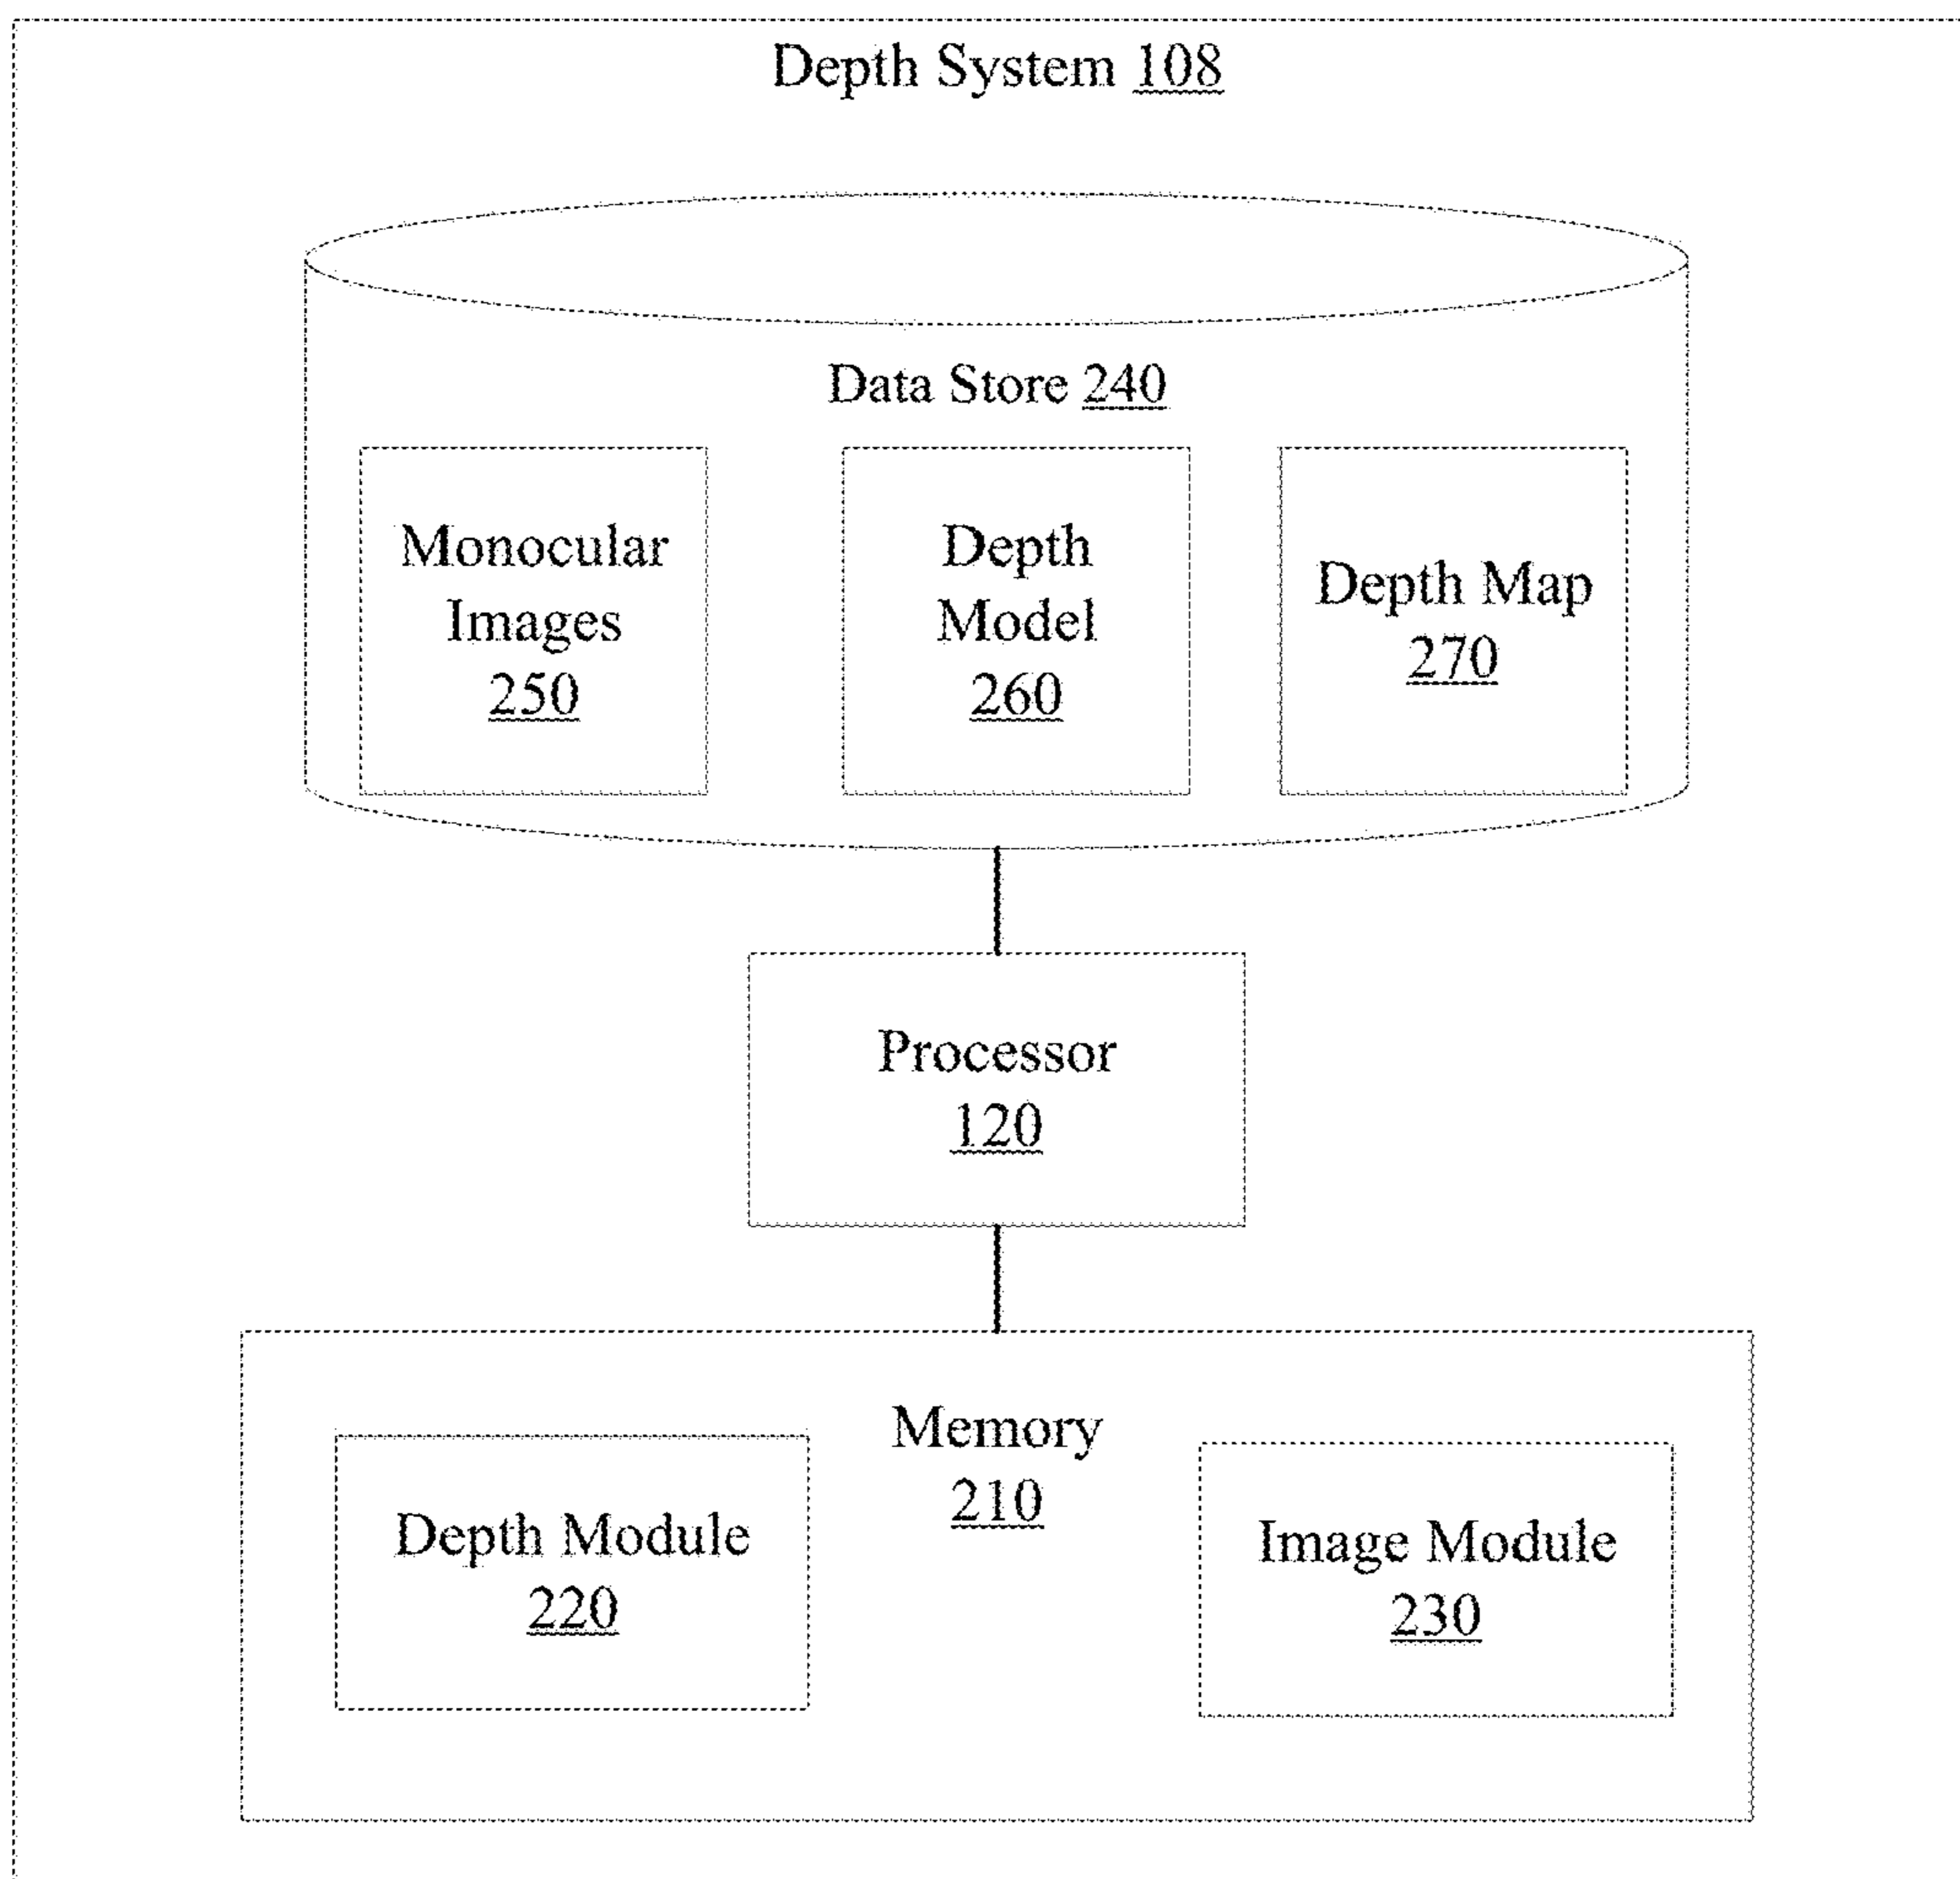 Depth System 108
Data Store 240
Monocular
Images
250
Depth
Model
260
Depth Map
270
Processor
120
Memory
210
Depth Module
220
Image Module
230